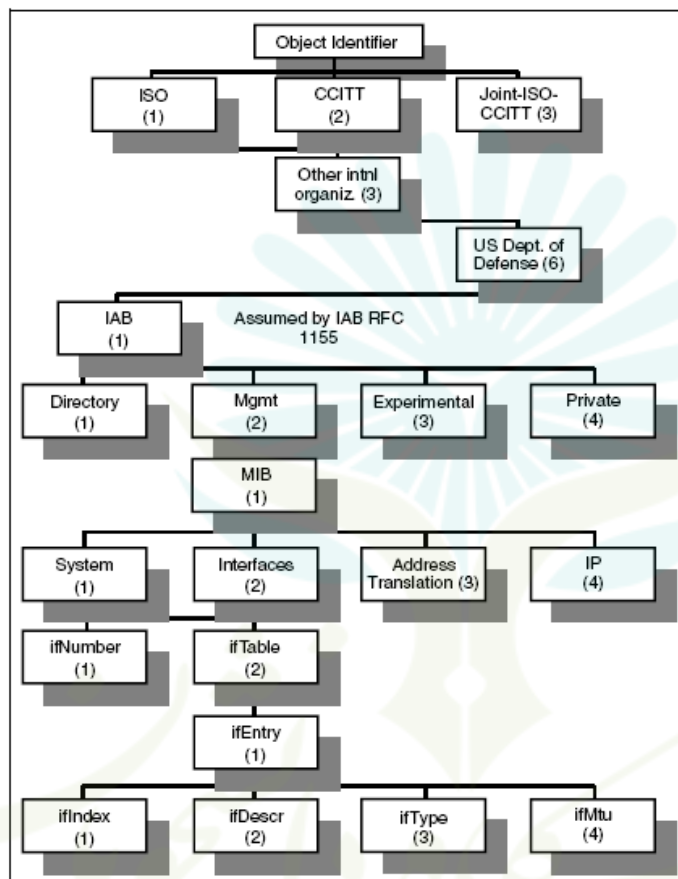 Object Identifier
ISO
(1)
CCITT
(2)
Joint-ISO-
CCITT (3)
Other intnl
organiz. (3)
US Dept. of
Defense (6)
IAB
(1)
Assumed by IAB RFC
1155
Directory
(1)
Mgmt
(2)
Experimental
(3)
Private
(4)
MIB
(1)
System
(1)
Interfaces
(2)
Address
Translation (3)
IP
(4)
ifNumber
(1)
ifTable
(2)
ifEntry
(1)
ifIndex
(1)
ifDescr
(2)
ifType
(3)
ifMtu
(4)